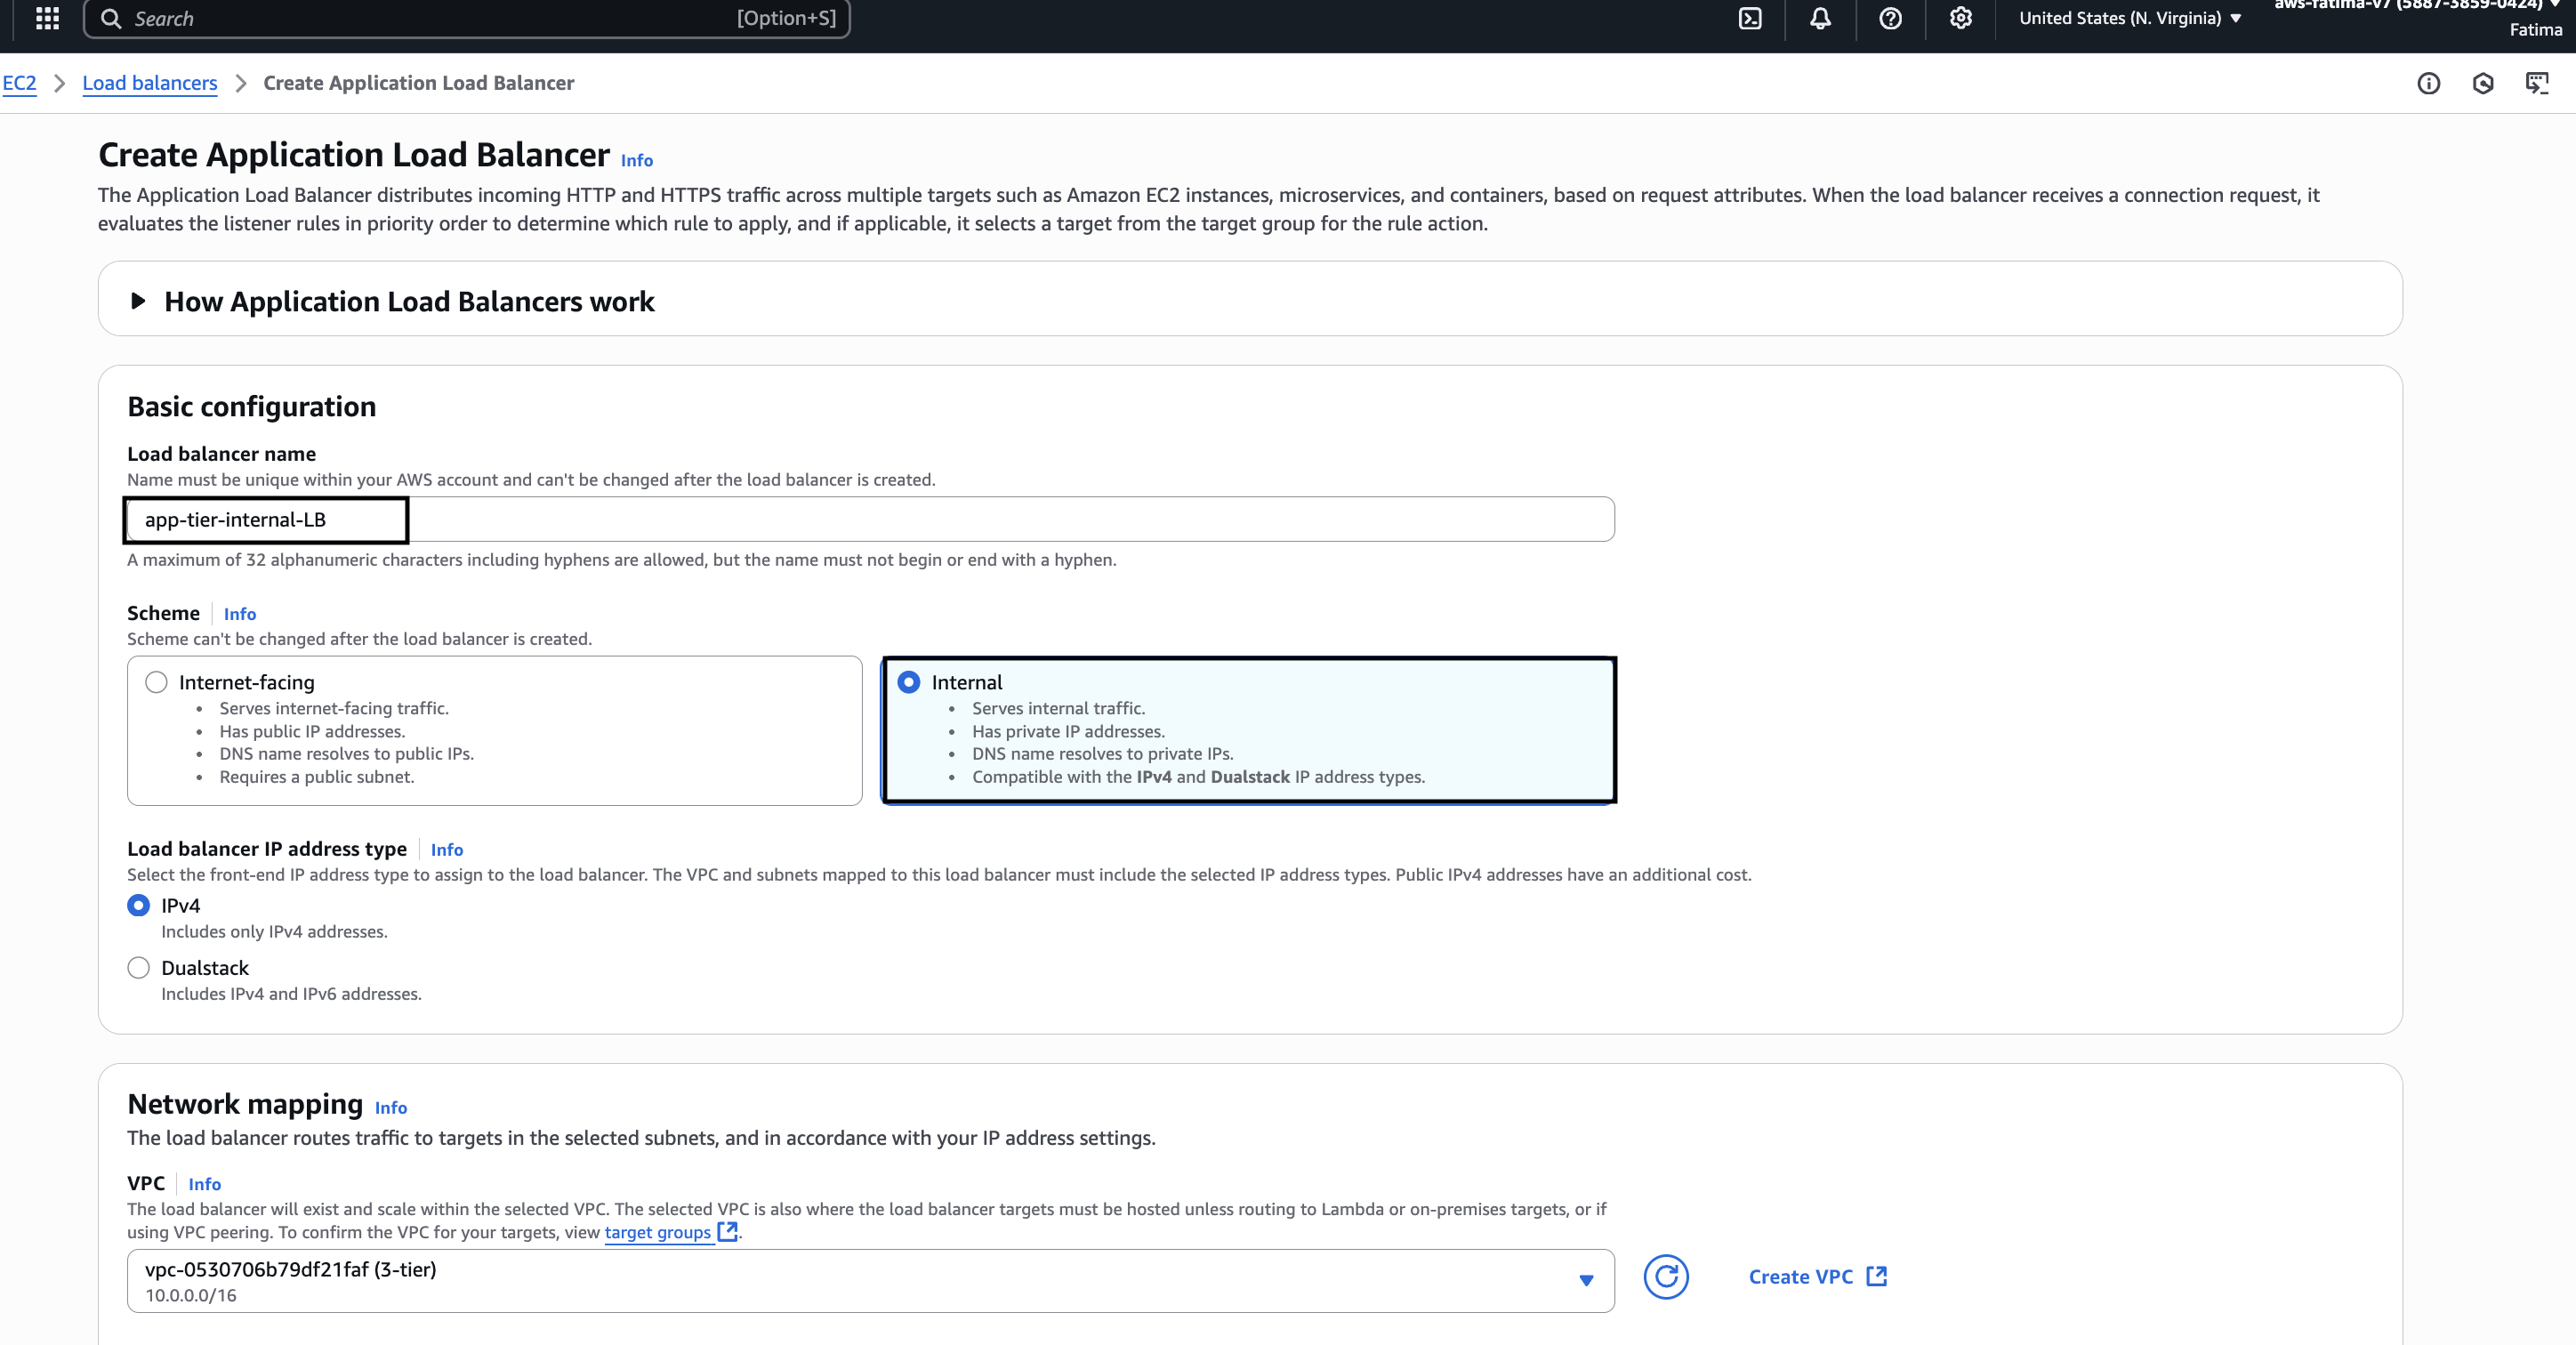 Search [Option+S] United States (N. Virginia) aws-fatima-v7 (5887-3859-0424)
Fatima
EC2 Load balancers Create Application Load Balancer
Create Application Load Balancer Info
The Application Load Balancer distributes incoming HTTP and HTTPS traffic across multiple targets such as Amazon EC2 instances, microservices, and containers, based on request attributes. When the load balancer receives a connection request, it
evaluates the listener rules in priority order to determine which rule to apply, and if applicable, it selects a target from the target group for the rule action.
How Application Load Balancers work
Basic configuration
Load balancer name
Name must be unique within your AWS account and can't be changed after the load balancer is created.
app-tier-internal-LB
A maximum of 32 alphanumeric characters including hyphens are allowed, but the name must not begin or end with a hyphen.
Scheme Info
Scheme can't be changed after the load balancer is created.
Internet-facing
• Serves internet-facing traffic.
• Has public IP addresses.
• DNS name resolves to public IPs.
• Requires a public subnet.
Internal
• Serves internal traffic.
• Has private IP addresses.
• DNS name resolves to private IPs.
• Compatible with the IPv4 and Dualstack IP address types.
Load balancer IP address type Info
Select the front-end IP address type to assign to the load balancer. The VPC and subnets mapped to this load balancer must include the selected IP address types. Public IPv4 addresses have an additional cost.
IPv4
Includes only IPv4 addresses.
Dualstack
Includes IPv4 and IPv6 addresses.
Network mapping Info
The load balancer routes traffic to targets in the selected subnets, and in accordance with your IP address settings.
VPC Info
The load balancer will exist and scale within the selected VPC. The selected VPC is also where the load balancer targets must be hosted unless routing to Lambda or on-premises targets, or if
using VPC peering. To confirm the VPC for your targets, view target groups.
vpc-0530706b79df21faf (3-tier)
10.0.0.0/16
Create VPC